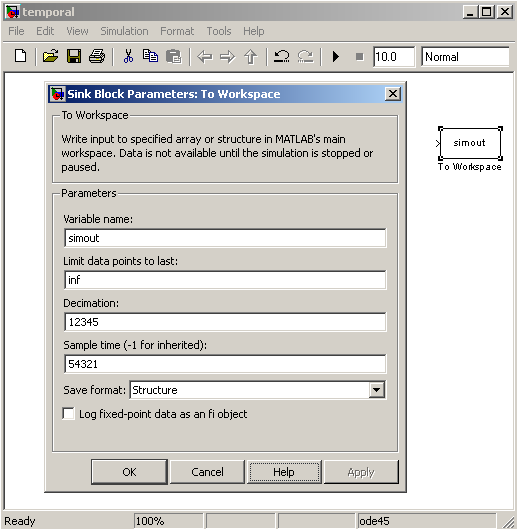 temporal
File Edit View Simulation Format Tools Help
10.0 Normal
Sink Block Parameters: To Workspace
To Workspace
Write input to specified array or structure in MATLAB's main
workspace. Data is not available until the simulation is stopped or
paused.
Parameters
Variable name:
simout
Limit data points to last:
inf
Decimation:
12345
Sample time (-1 for inherited):
54321
Save format: Structure
Log fixed-point data as an fi object
OK Cancel Help Apply
simout
To Workspace
Ready 100% ode45